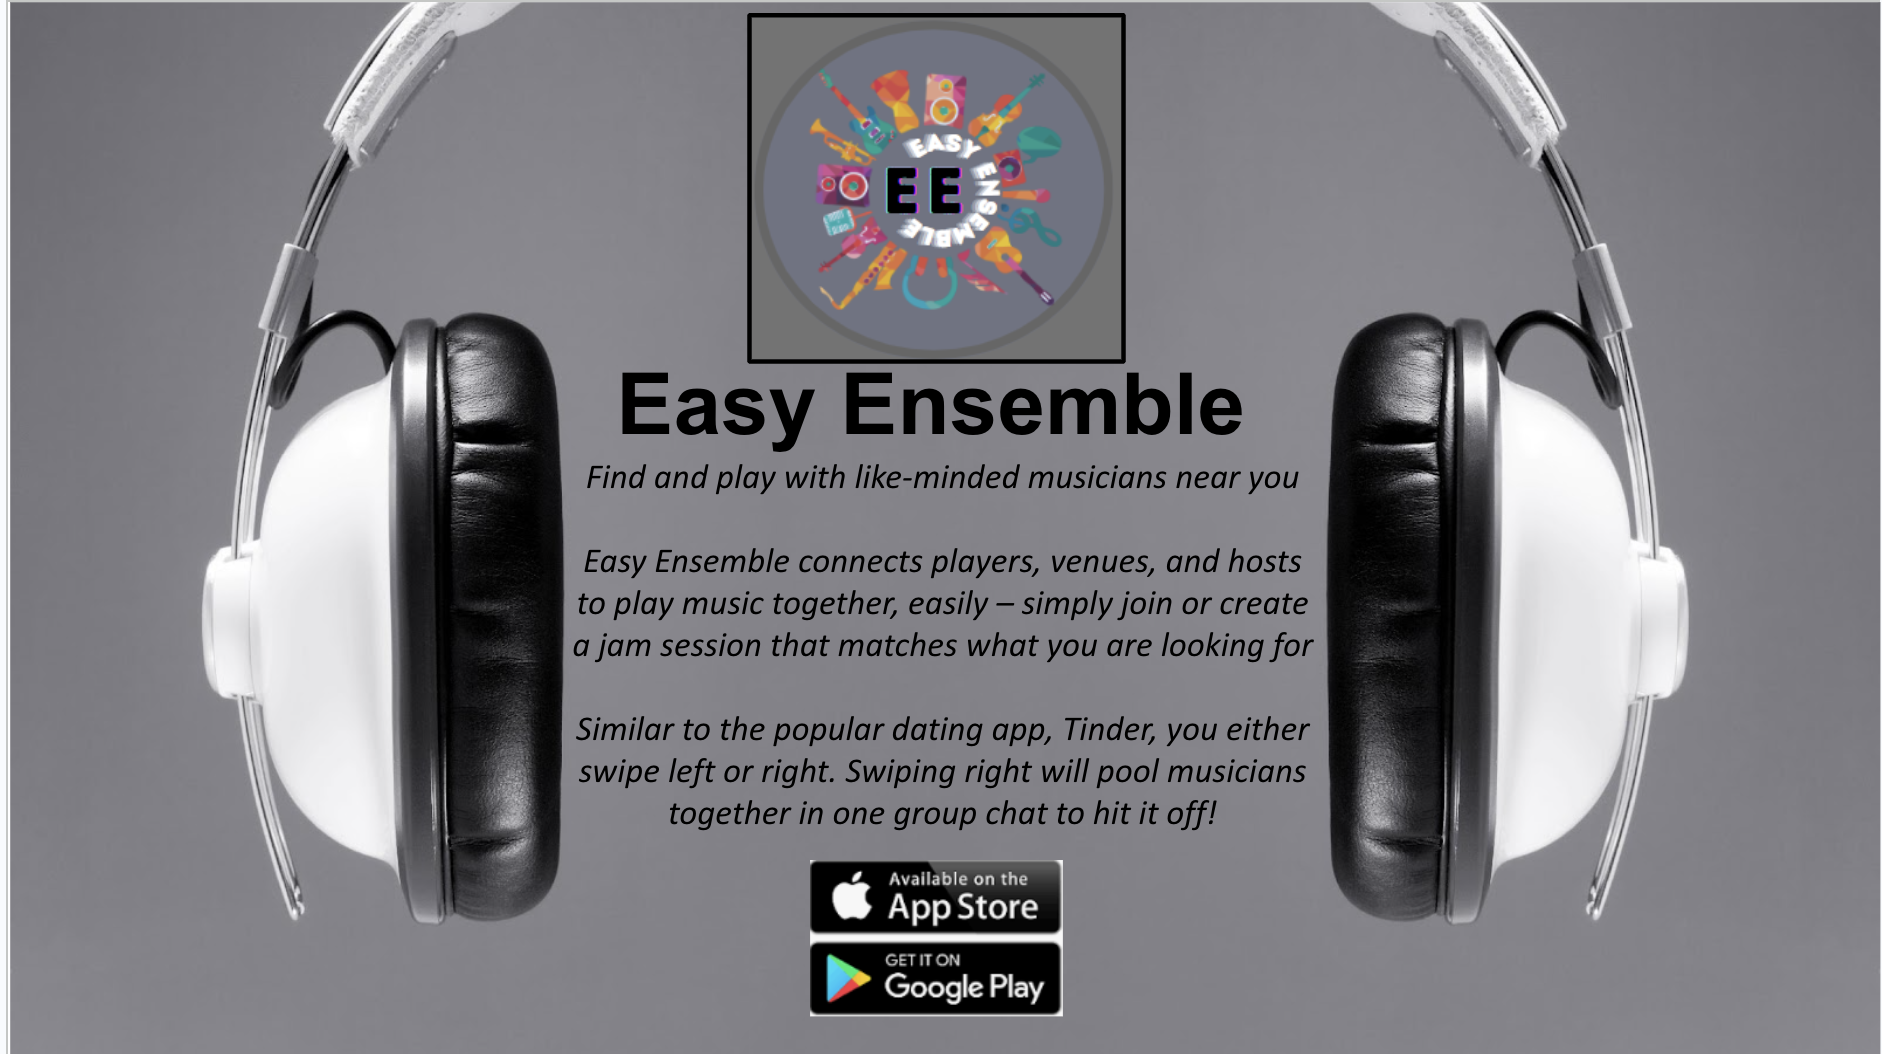 EASY ENSEMBLE
EE
Easy Ensemble
Find and play with like-minded musicians near you
Easy Ensemble connects players, venues, and hosts
to play music together, easily – simply join or create
a jam session that matches what you are looking for
Similar to the popular dating app, Tinder, you either
swipe left or right. Swiping right will pool musicians
together in one group chat to hit it off!
Available on the
App Store
GET IT ON
Google Play